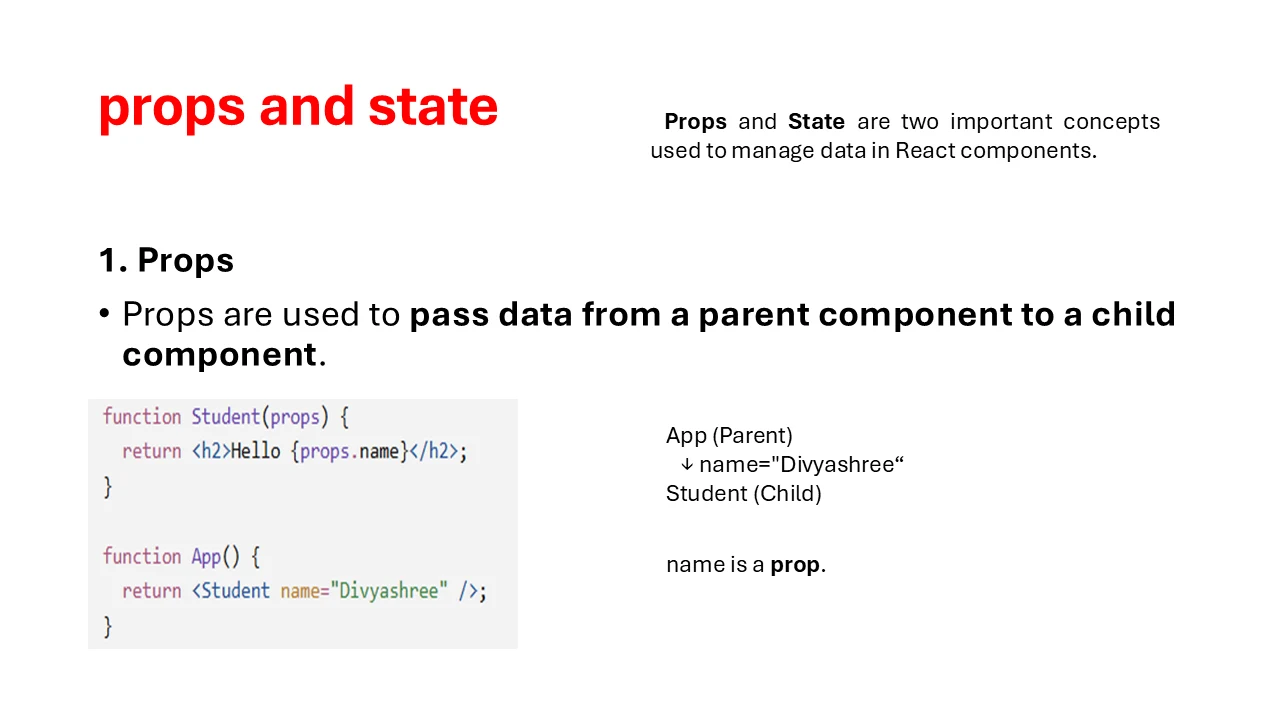 props and state
Props and State are two important concepts
used to manage data in React components.
1. Props
• Props are used to pass data from a parent component to a child
component.
function Student(props) {
  return <h2>Hello {props.name}</h2>;
}
function App() {
  return <Student name="Divyashree" />;
}
App (Parent)
↓ name="Divyashree“
Student (Child)
name is a prop.